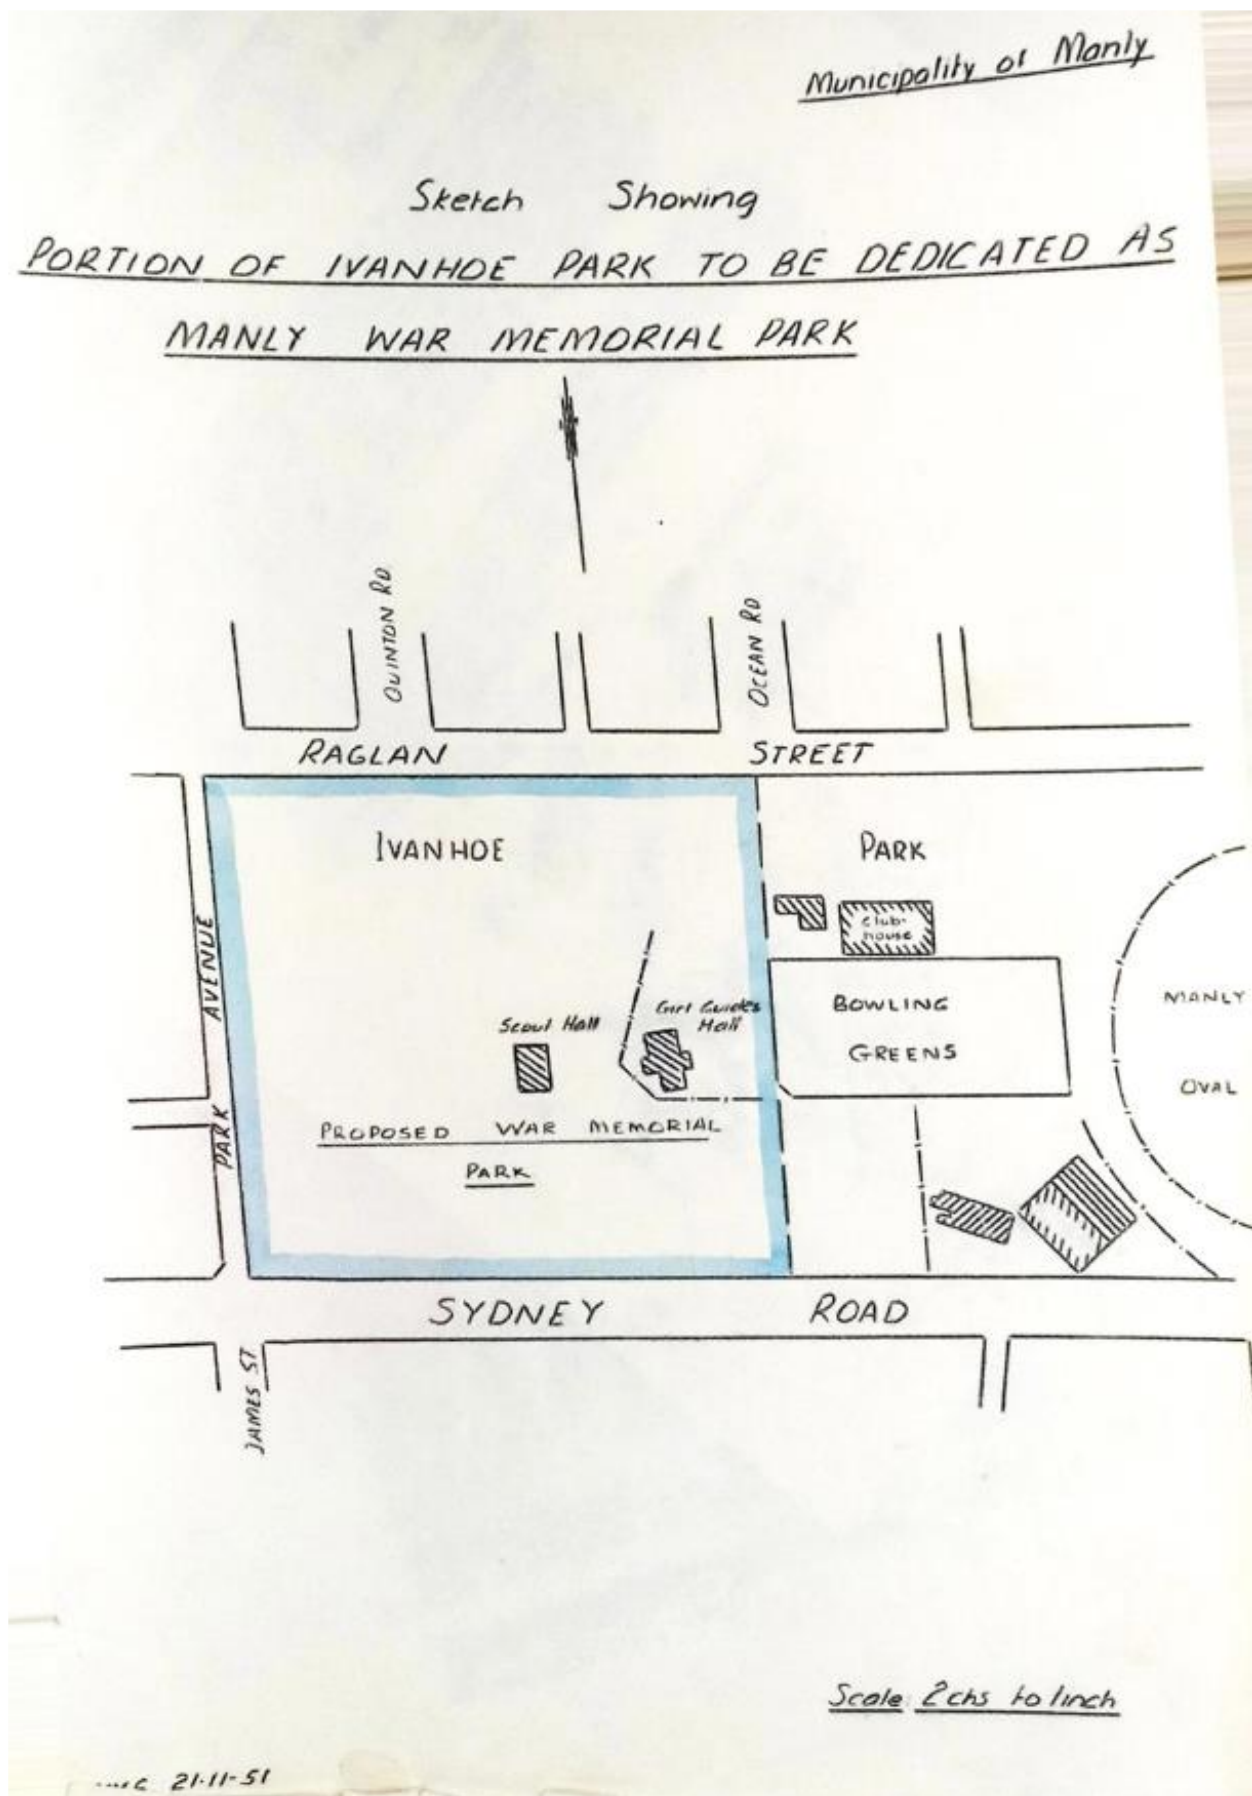 Municipality of Manly
Sketch Showing
PORTION OF IVANHOE PARK TO BE DEDICATED AS
MANLY WAR MEMORIAL PARK
QUINTON RD
OCEAN RD
RAGLAN STREET
IVANHOE PARK
Club-
house
PARK AVENUE
Scout Hall
Girl Guides
Hall
BOWLING
GREENS
MANLY
OVAL
PROPOSED WAR MEMORIAL
PARK
SYDNEY ROAD
JAMES ST
Scale 2chs to 1inch
21-11-51